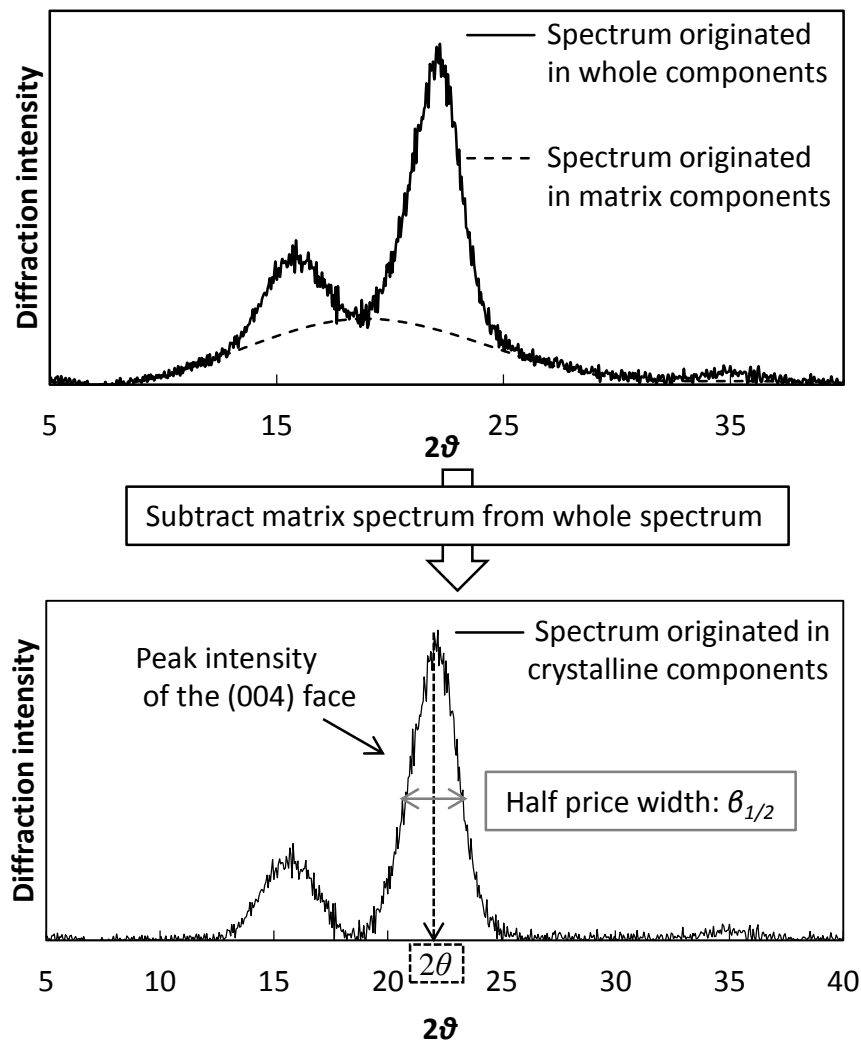 Spectrum originated
in whole components
Spectrum originated
in matrix components
Diffraction intensity
5
15
25
35
2ϑ
Subtract matrix spectrum from whole spectrum
Spectrum originated in
crystalline components
Peak intensity
of the (004) face
Half price width: β1/2
Diffraction intensity
2θ
5
10
15
20
25
30
35
40
2ϑ